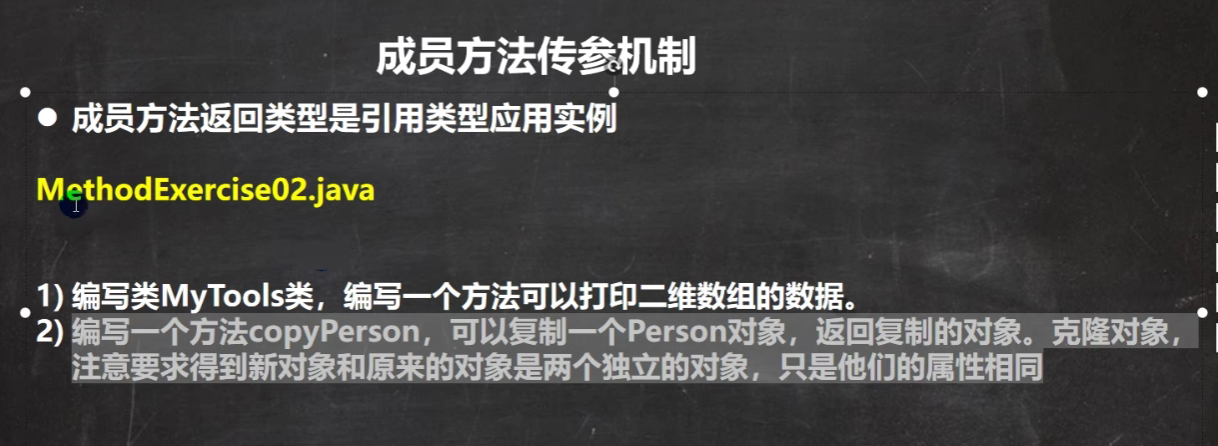 成员方法传参机制
● 成员方法返回类型是引用类型应用实例
MethodExercise02.java
1) 编写类MyTools类，编写一个方法可以打印二维数组的数据。
2) 编写一个方法copyPerson，可以复制一个Person对象，返回复制的对象。克隆对象，
注意要求得到新对象和原来的对象是两个独立的对象，只是他们的属性相同